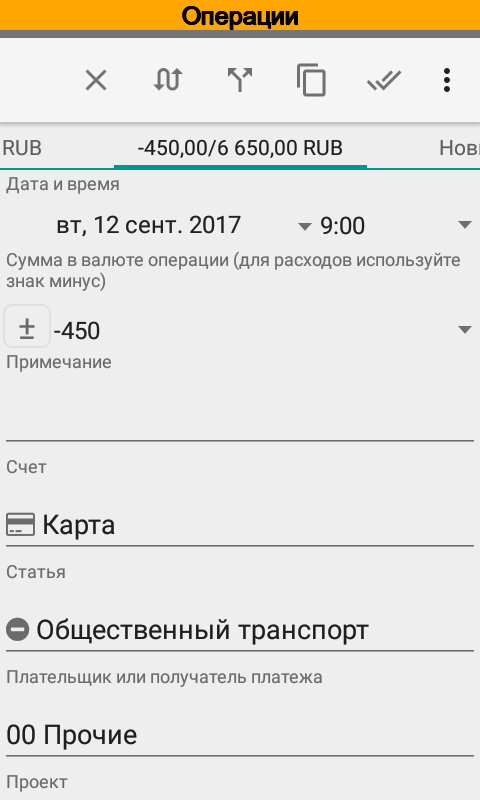 Операции
RUB
-450,00/6 650,00 RUB
Нов
Дата и время
вт, 12 сент. 2017
9:00
Сумма в валюте операции (для расходов используйте
знак минус)
-450
Примечание
Счет
Карта
Статья
Общественный транспорт
Плательщик или получатель платежа
00 Прочие
Проект